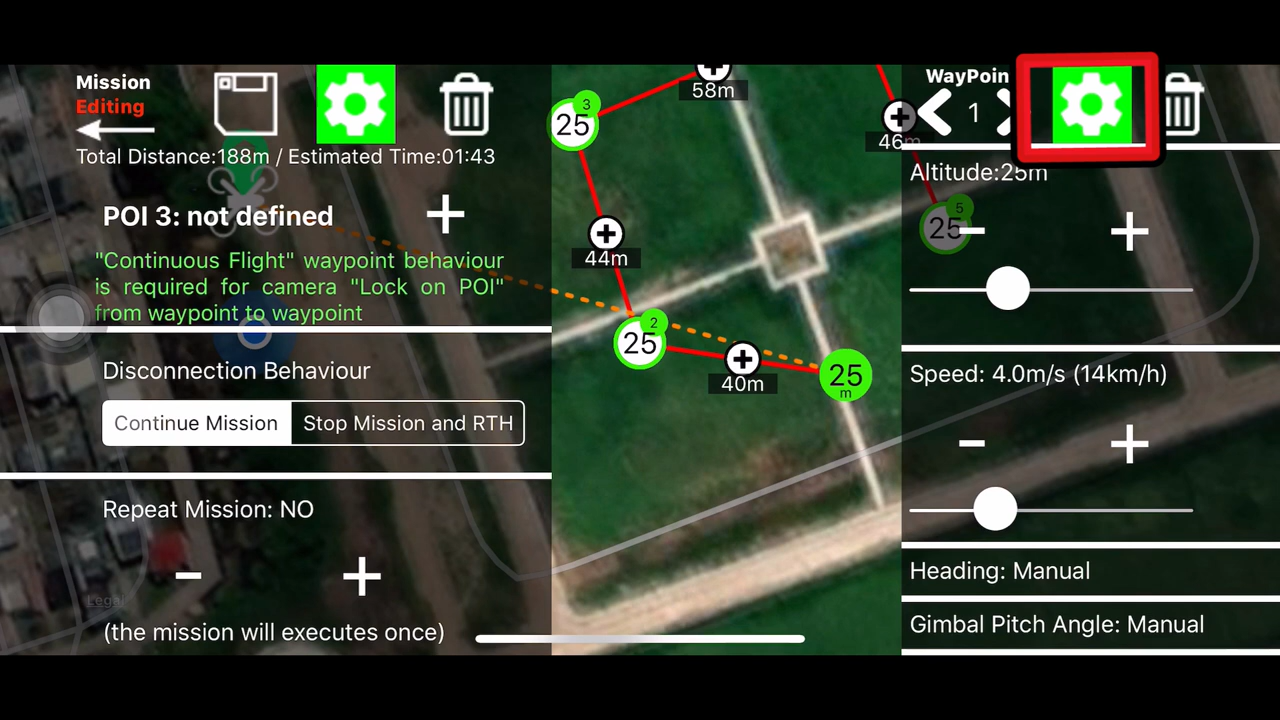 Mission
Editing
Total Distance:188m / Estimated Time:01:43
POI 3: not defined
"Continuous Flight" waypoint behaviour
is required for camera "Lock on POI"
from waypoint to waypoint
Disconnection Behaviour
Continue Mission
Stop Mission and RTH
Repeat Mission: NO
Legal
(the mission will executes once)
58m
3
25
44m
2
25
40m
25
m
46m
5
25
WayPoin
1
Altitude:25m
Speed: 4.0m/s (14km/h)
Heading: Manual
Gimbal Pitch Angle: Manual